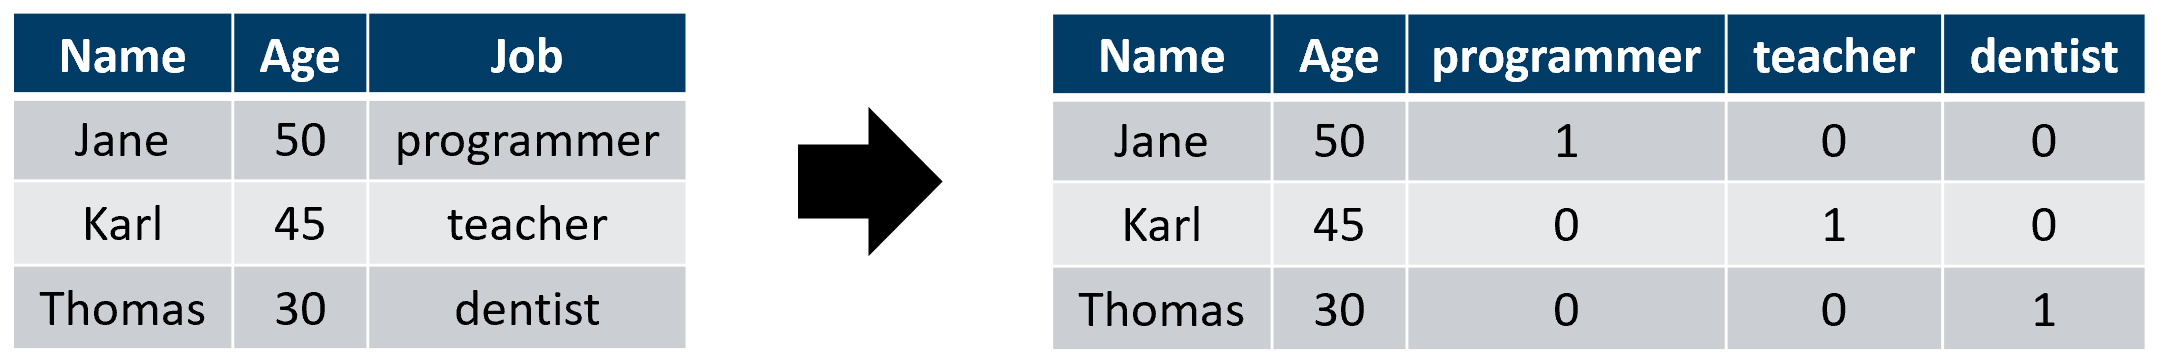 Name Age Job
Jane 50 programmer
Karl 45 teacher
Thomas 30 dentist
Name Age programmer teacher dentist
Jane 50 1 0 0
Karl 45 0 1 0
Thomas 30 0 0 1